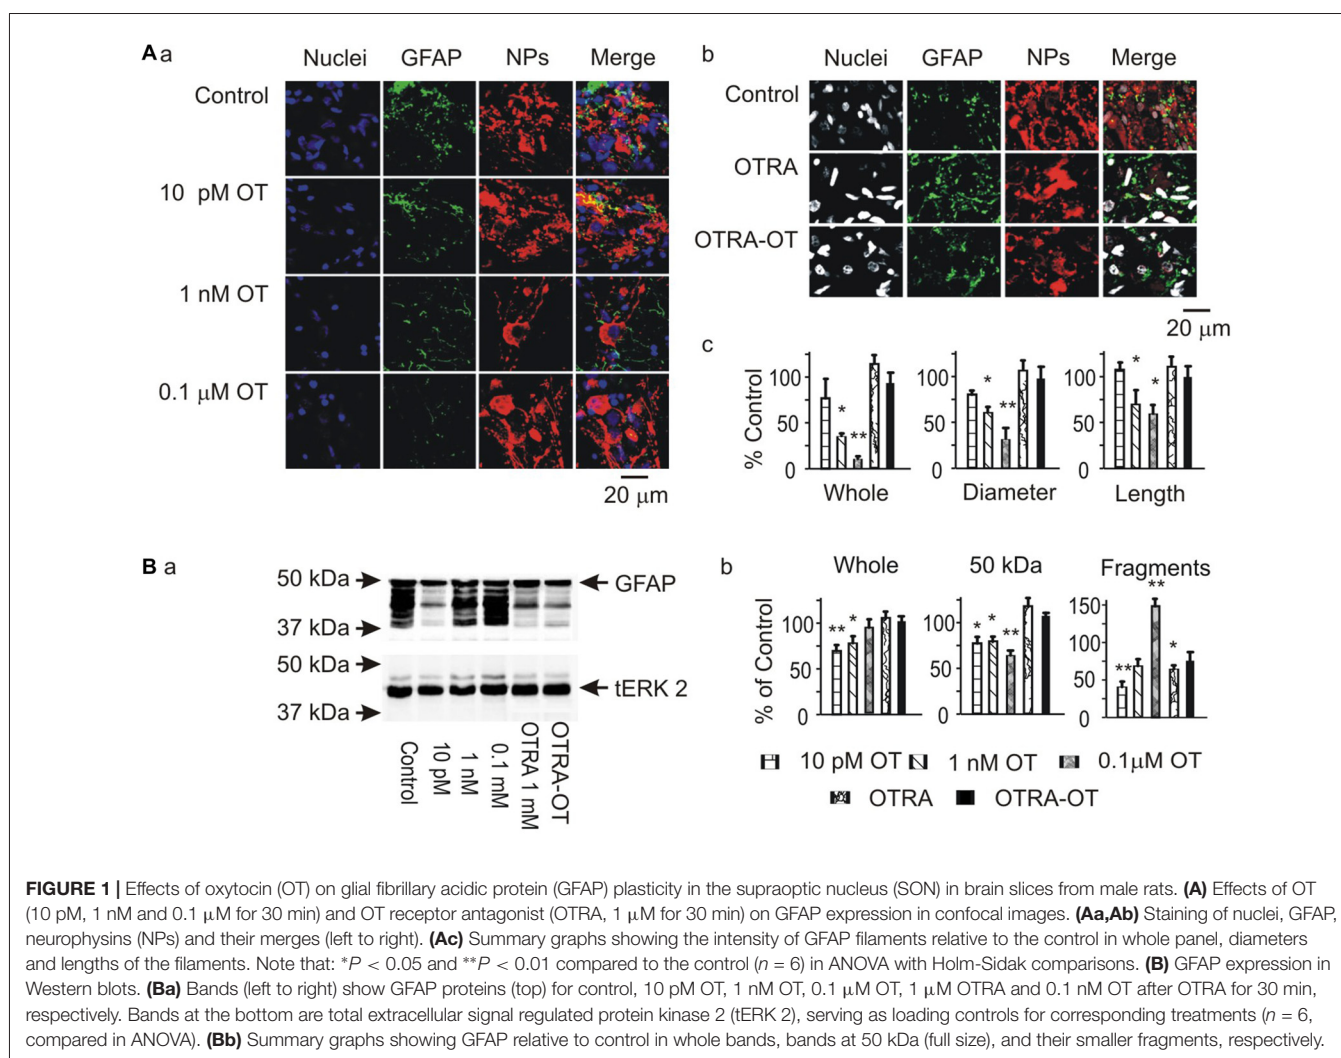 A a
Nuclei GFAP NPs Merge
Control
10 pM OT
1 nM OT
0.1 μM OT
20 μm
b
Nuclei GFAP NPs Merge
Control
OTRA
OTRA-OT
20 μm
c
% Control
100
50
0
*
**
Whole
100
50
0
*
**
Diameter
100
50
0
*
*
Length
B a
50 kDa
GFAP
37 kDa
50 kDa
tERK 2
37 kDa
Control
10 pM
1 nM
0.1 mM
OTRA 1 mM
OTRA-OT
b
% of Control
Whole
100
50
0
**
*
50 kDa
100
50
0
*
*
**
Fragments
150
100
50
0
**
**
*
10 pM OT 1 nM OT 0.1μM OT
OTRA OTRA-OT
FIGURE 1 | Effects of oxytocin (OT) on glial fibrillary acidic protein (GFAP) plasticity in the supraoptic nucleus (SON) in brain slices from male rats. (A) Effects of OT
(10 pM, 1 nM and 0.1 μM for 30 min) and OT receptor antagonist (OTRA, 1 μM for 30 min) on GFAP expression in confocal images. (Aa,Ab) Staining of nuclei, GFAP,
neurophysins (NPs) and their merges (left to right). (Ac) Summary graphs showing the intensity of GFAP filaments relative to the control in whole panel, diameters
and lengths of the filaments. Note that: *P < 0.05 and **P < 0.01 compared to the control (n = 6) in ANOVA with Holm-Sidak comparisons. (B) GFAP expression in
Western blots. (Ba) Bands (left to right) show GFAP proteins (top) for control, 10 pM OT, 1 nM OT, 0.1 μM OT, 1 μM OTRA and 0.1 nM OT after OTRA for 30 min,
respectively. Bands at the bottom are total extracellular signal regulated protein kinase 2 (tERK 2), serving as loading controls for corresponding treatments (n = 6,
compared in ANOVA). (Bb) Summary graphs showing GFAP relative to control in whole bands, bands at 50 kDa (full size), and their smaller fragments, respectively.